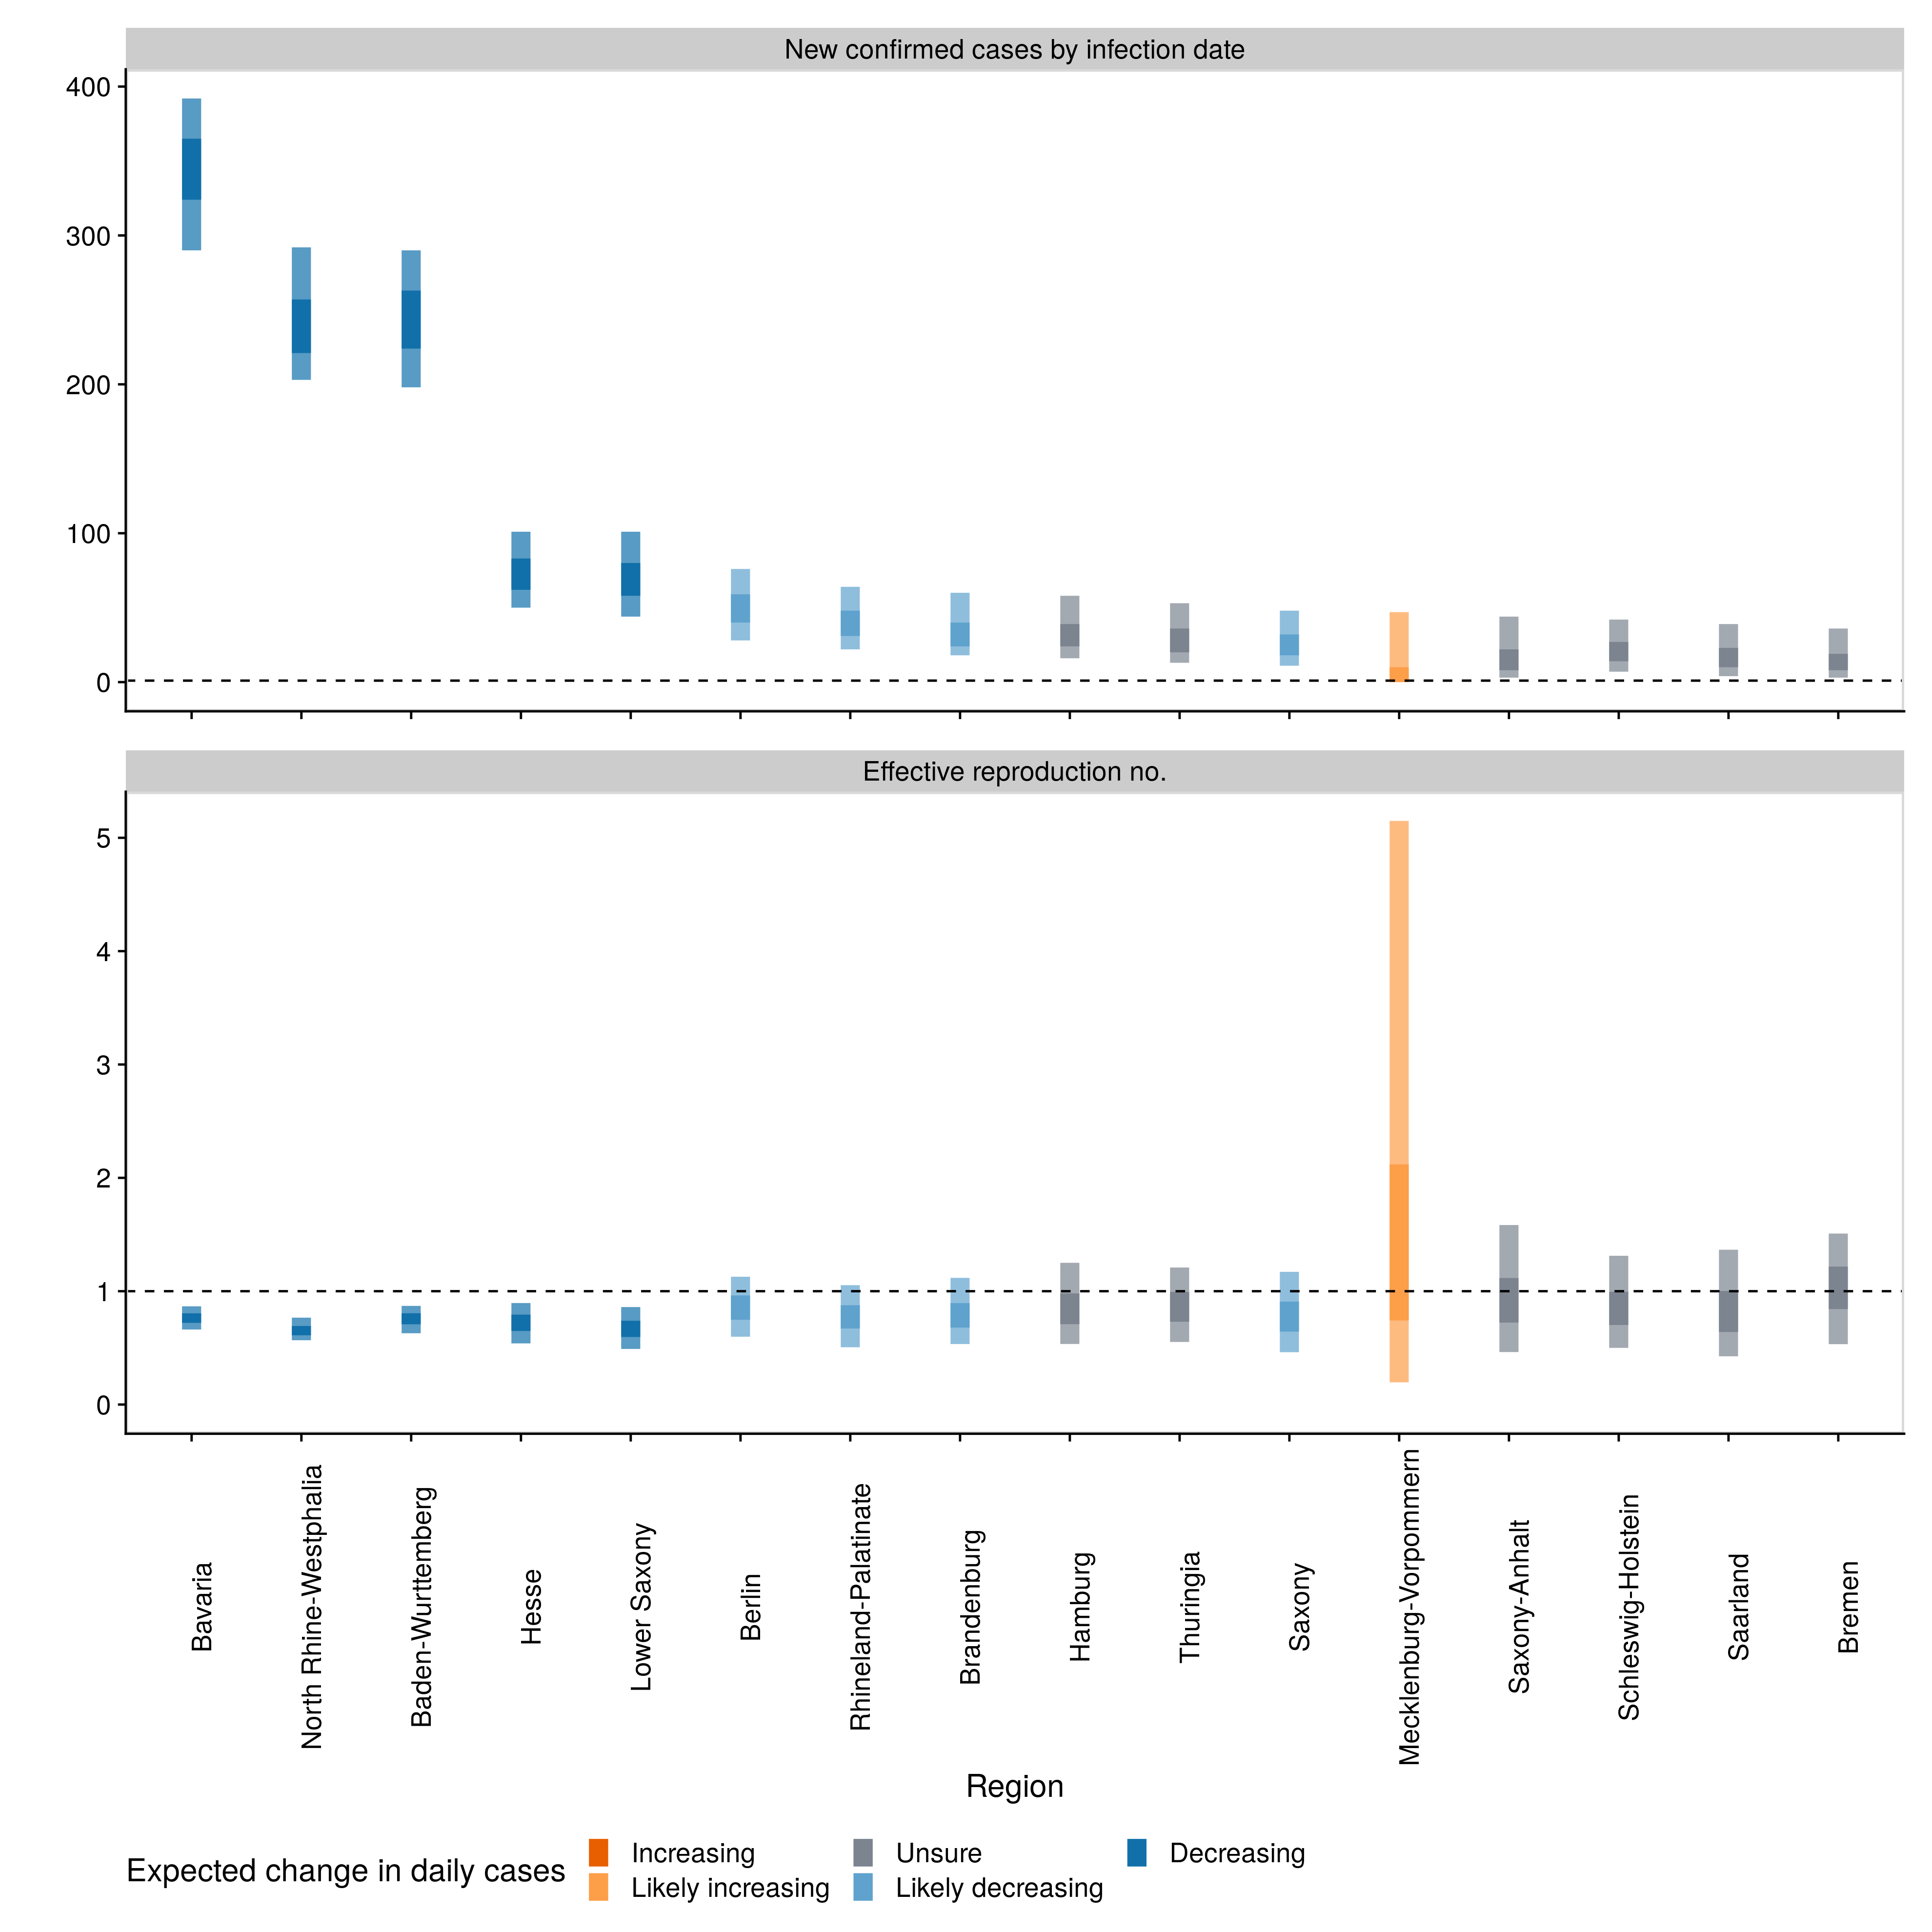 New confirmed cases by infection date
400
300
200
100
0
Effective reproduction no.
5
4
3
2
1
0
Bavaria
North Rhine-Westphalia
Baden-Wurttemberg
Hesse
Lower Saxony
Berlin
Rhineland-Palatinate
Brandenburg
Hamburg
Thuringia
Saxony
Mecklenburg-Vorpommern
Saxony-Anhalt
Schleswig-Holstein
Saarland
Bremen
Region
Expected change in daily cases
Increasing
Likely increasing
Unsure
Likely decreasing
Decreasing